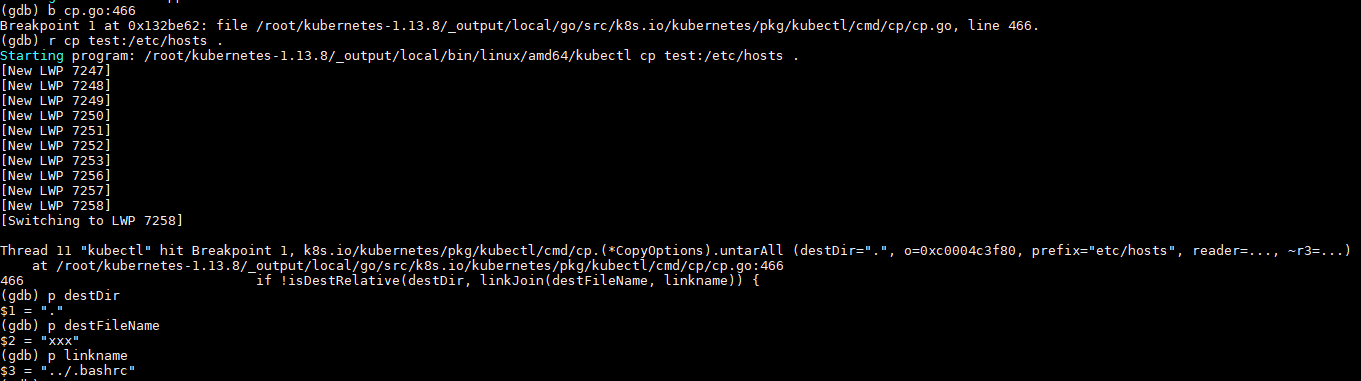 (gdb) b cp.go:466
Breakpoint 1 at 0x132be62: file /root/kubernetes-1.13.8/_output/local/go/src/k8s.io/kubernetes/pkg/kubectl/cmd/cp/cp.go, line 466.
(gdb) r cp test:/etc/hosts .
Starting program: /root/kubernetes-1.13.8/_output/local/bin/linux/amd64/kubectl cp test:/etc/hosts .
[New LWP 7247]
[New LWP 7248]
[New LWP 7249]
[New LWP 7250]
[New LWP 7251]
[New LWP 7252]
[New LWP 7253]
[New LWP 7256]
[New LWP 7257]
[New LWP 7258]
[Switching to LWP 7258]
Thread 11 "kubectl" hit Breakpoint 1, k8s.io/kubernetes/pkg/kubectl/cmd/cp.(*CopyOptions).untarAll (destDir=".", o=0xc0004c3f80, prefix="etc/hosts", reader=..., ~r3=...)
    at /root/kubernetes-1.13.8/_output/local/go/src/k8s.io/kubernetes/pkg/kubectl/cmd/cp/cp.go:466
466                             if !isDestRelative(destDir, linkJoin(destFileName, linkname)) {
(gdb) p destDir
$1 = "."
(gdb) p destFileName
$2 = "xxx"
(gdb) p linkname
$3 = "../.bashrc"